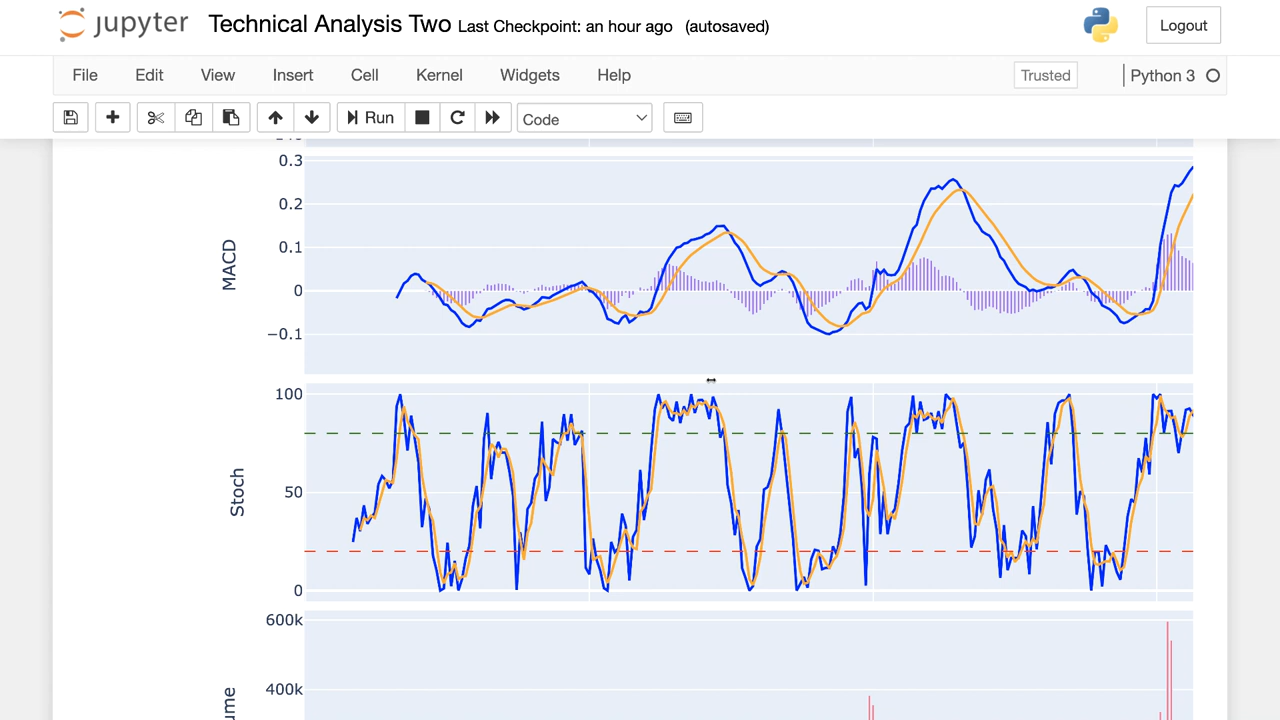 jupyter Technical Analysis Two Last Checkpoint: an hour ago (autosaved) Logout
File Edit View Insert Cell Kernel Widgets Help Trusted Python 3
Run Code
0.3
0.2
0.1
0
−0.1
MACD
100
50
0
Stoch
600k
400k
ume